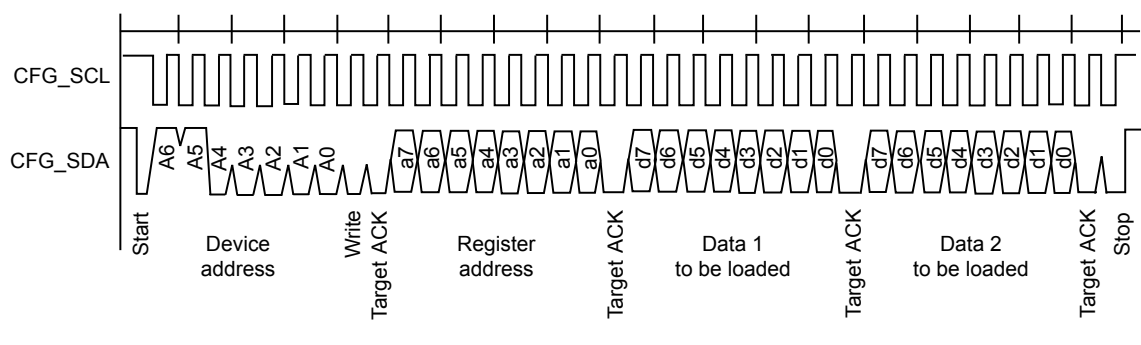 CFG_SCL
CFG_SDA
A6 A5 A4 A3 A2 A1 A0 a7 a6 a5 a4 a3 a2 a1 a0 d7 d6 d5 d4 d3 d2 d1 d0 d7 d6 d5 d4 d3 d2 d1 d0
Start
Device
address
Write
Target ACK
Register
address
Target ACK
Data 1
to be loaded
Target ACK
Data 2
to be loaded
Target ACK
Stop